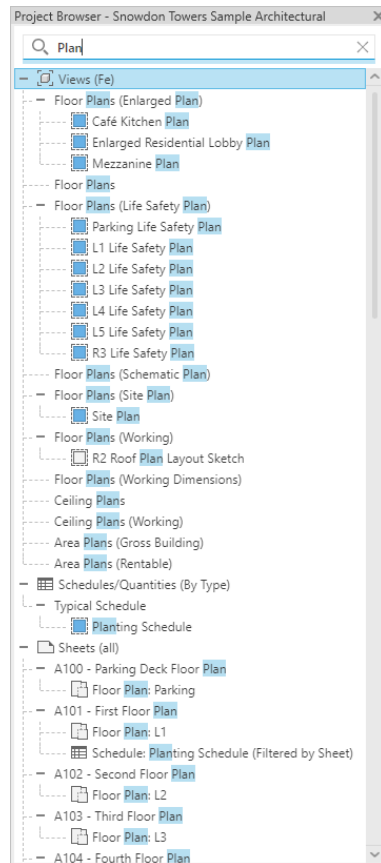 Project Browser - Snowdon Towers Sample Architectural
Plan
Views (Fe)
Floor Plans (Enlarged Plan)
Café Kitchen Plan
Enlarged Residential Lobby Plan
Mezzanine Plan
Floor Plans
Floor Plans (Life Safety Plan)
Parking Life Safety Plan
L1 Life Safety Plan
L2 Life Safety Plan
L3 Life Safety Plan
L4 Life Safety Plan
L5 Life Safety Plan
R3 Life Safety Plan
Floor Plans (Schematic Plan)
Floor Plans (Site Plan)
Site Plan
Floor Plans (Working)
R2 Roof Plan Layout Sketch
Floor Plans (Working Dimensions)
Ceiling Plans
Ceiling Plans (Working)
Area Plans (Gross Building)
Area Plans (Rentable)
Schedules/Quantities (By Type)
Typical Schedule
Planting Schedule
Sheets (all)
A100 - Parking Deck Floor Plan
Floor Plan: Parking
A101 - First Floor Plan
Floor Plan: L1
Schedule: Planting Schedule (Filtered by Sheet)
A102 - Second Floor Plan
Floor Plan: L2
A103 - Third Floor Plan
Floor Plan: L3
A104 - Fourth Floor Plan